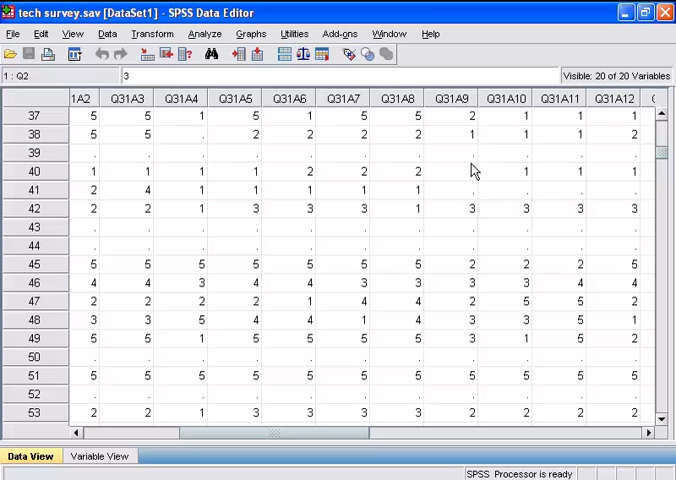 tech survey.sav [DataSet1] - SPSS Data Editor
File Edit View Data Transform Analyze Graphs Utilities Add-ons Window Help
1 : Q2 3 Visible: 20 of 20 Variables
1A2 Q31A3 Q31A4 Q31A5 Q31A6 Q31A7 Q31A8 Q31A9 Q31A10 Q31A11 Q31A12
37 5 5 1 5 1 5 5 2 1 1 1
38 5 5 . 2 2 2 2 1 1 1 2
39 . . . . . . . . . . .
40 1 1 1 1 2 2 2 1 1 1
41 2 4 1 1 1 1 1 . . . .
42 2 2 1 3 3 3 1 3 3 3 3
43 . . . . . . . . . . .
44 . . . . . . . . . . .
45 5 5 5 5 5 5 5 2 2 2 5
46 4 4 3 4 4 3 3 3 3 4 4
47 2 2 2 2 1 4 4 2 5 5 2
48 3 3 5 4 4 1 4 3 3 5 1
49 5 5 1 5 5 5 5 3 1 5 2
50 . . . . . . . . . . .
51 5 5 5 5 5 5 5 5 5 5 5
52 . . . . . . . . . . .
53 2 2 1 3 3 3 3 2 2 2 2
Data View Variable View
SPSS Processor is ready